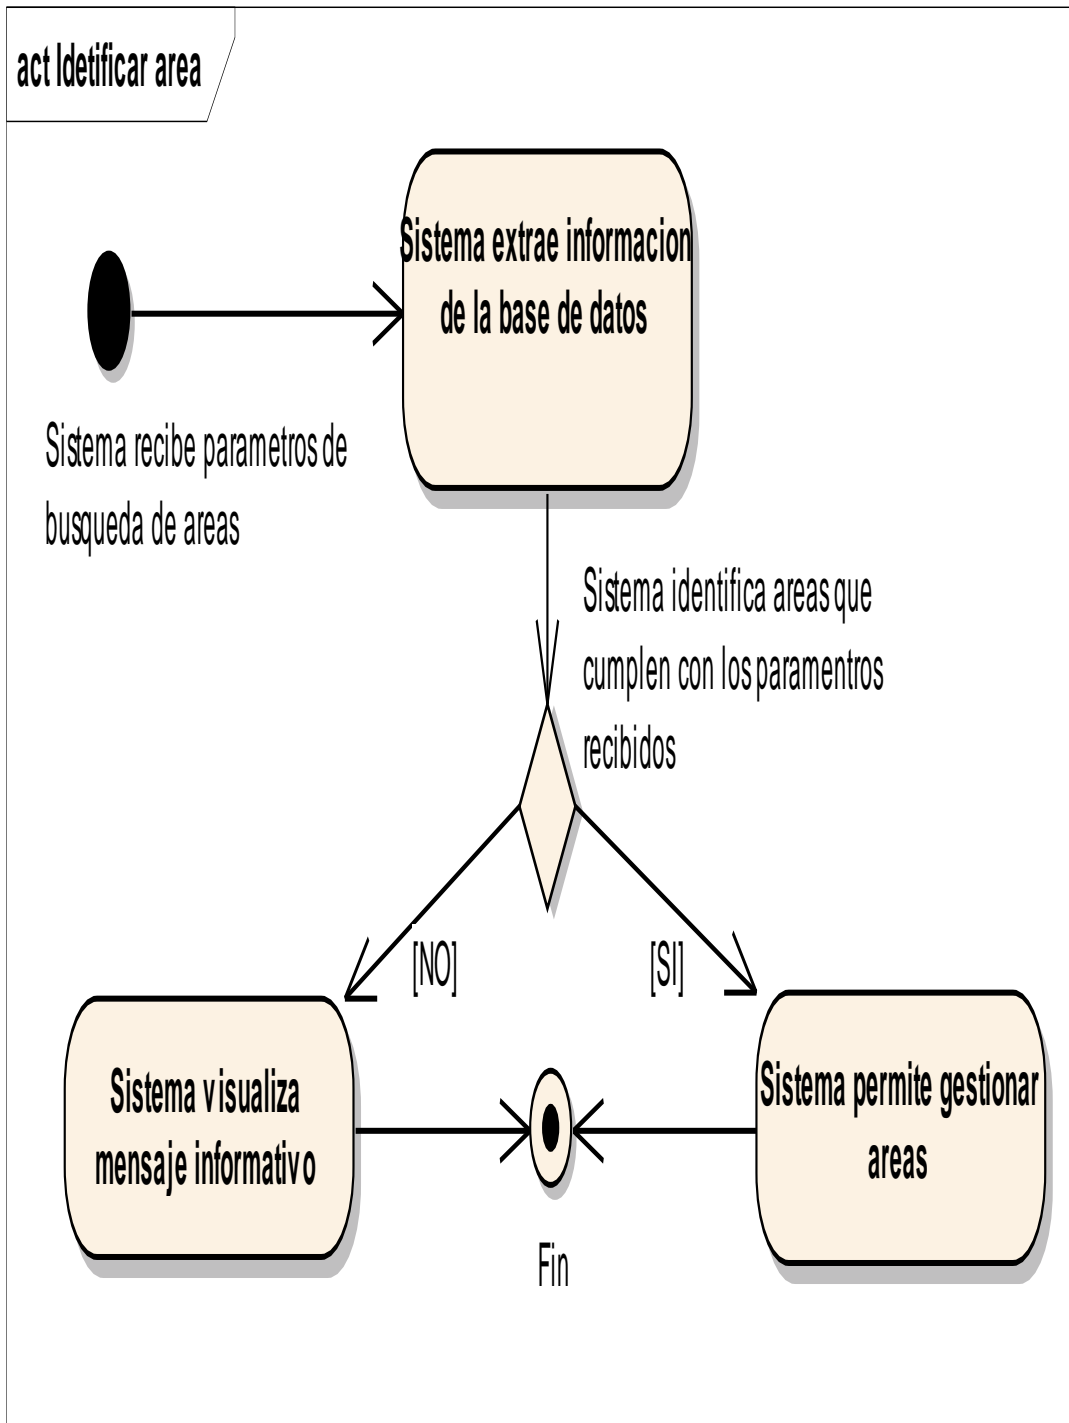 act Idetificar area
Sistema extrae informacion
de la base de datos
Sistema recibe parametros de
busqueda de areas
Sistema identifica areas que
cumplen con los paramentros
recibidos
[NO]
[SI]
Sistema visualiza
mensaje informativo
Sistema permite gestionar
areas
Fin